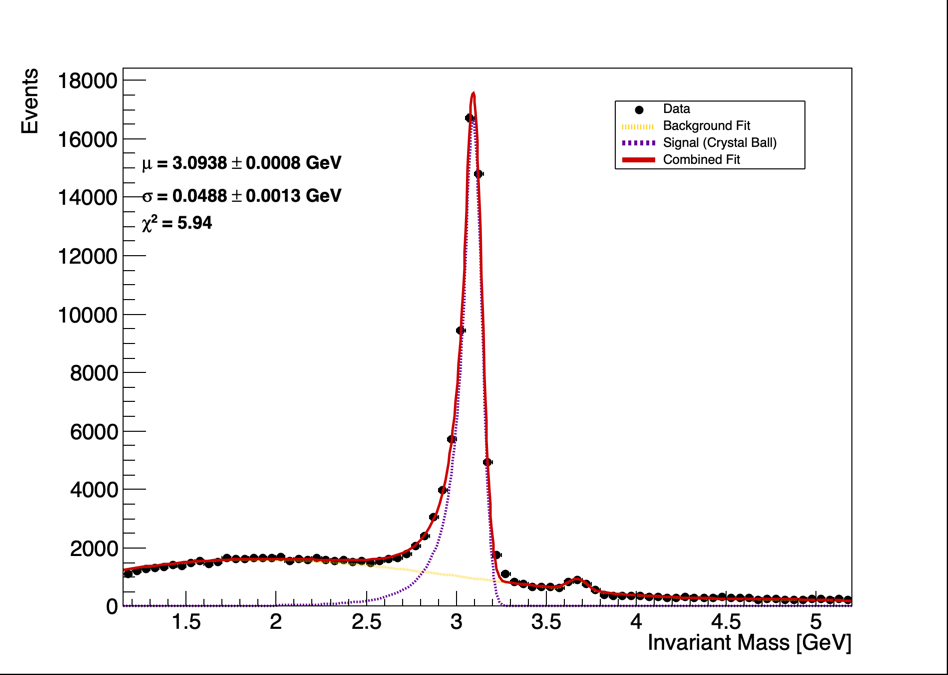 Events
18000
16000
14000
12000
10000
8000
6000
4000
2000
0
μ = 3.0938 ± 0.0008 GeV
σ = 0.0488 ± 0.0013 GeV
χ² = 5.94
Data
Background Fit
Signal (Crystal Ball)
Combined Fit
1.5 2 2.5 3 3.5 4 4.5 5
Invariant Mass [GeV]